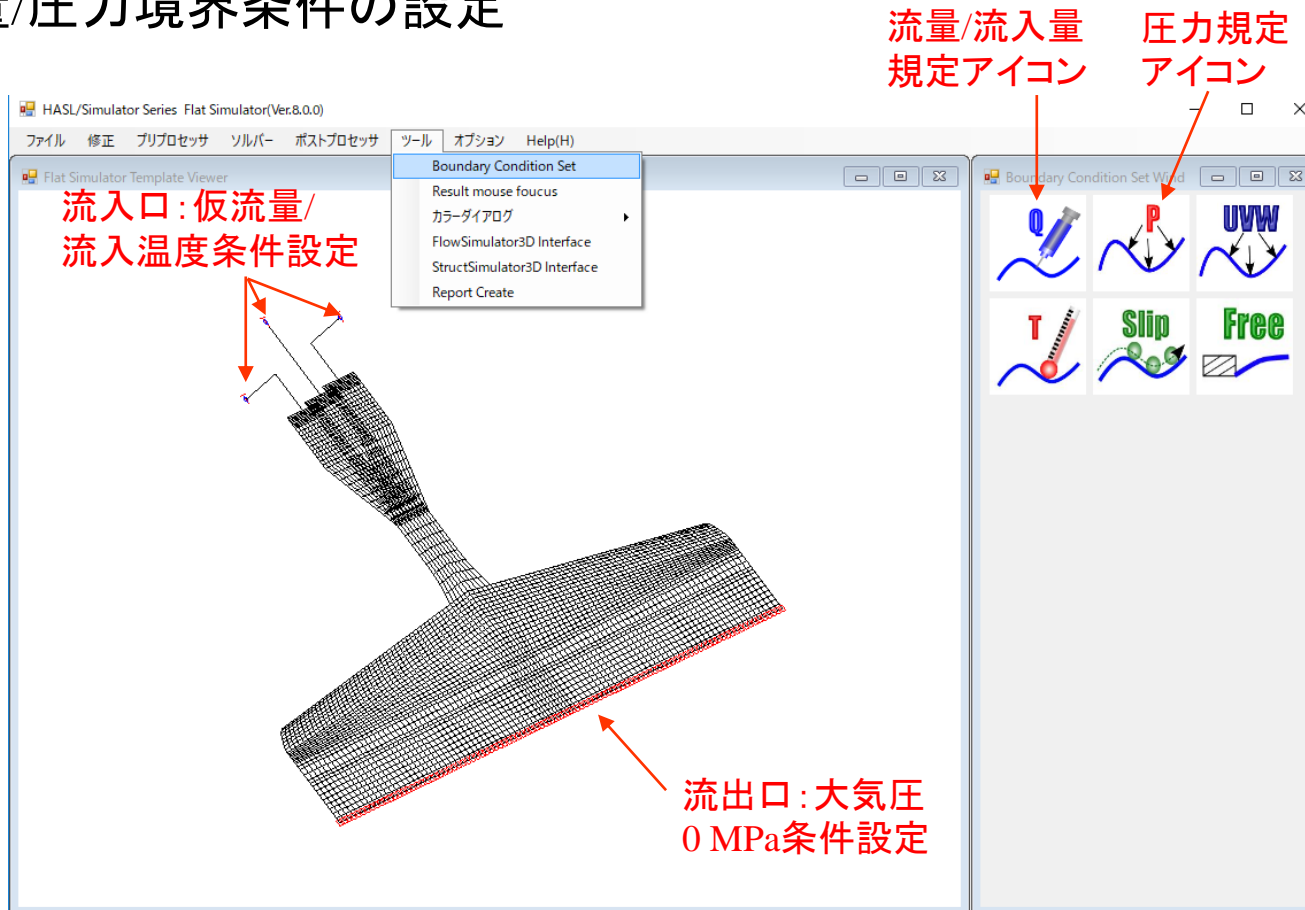 量/圧力境界条件の設定
流量/流入量
規定アイコン
圧力規定
アイコン
HASL/Simulator Series Flat Simulator(Ver.8.0.0)
ファイル 修正 プリプロセッサ ソルバー ポストプロセッサ ツール オプション Help(H)
Flat Simulator Template Viewer
Boundary Condition Set Wind
Boundary Condition Set
Result mouse foucus
カラーダイアログ
FlowSimulator3D Interface
StructSimulator3D Interface
Report Create
流入口:仮流量/
流入温度条件設定
Q P UVW
T Slip Free
流出口:大気圧
0 MPa条件設定